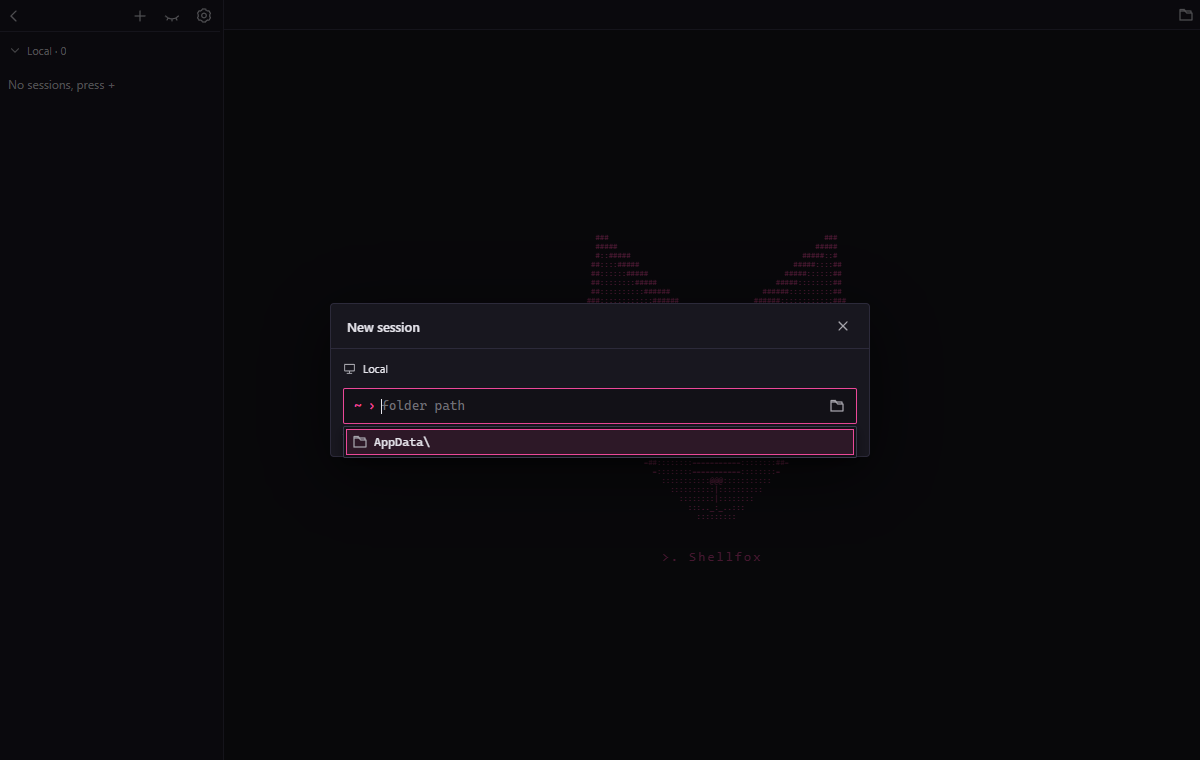 Local · 0
No sessions, press +
New session
Local
~ › folder path
AppData\
>. Shellfox